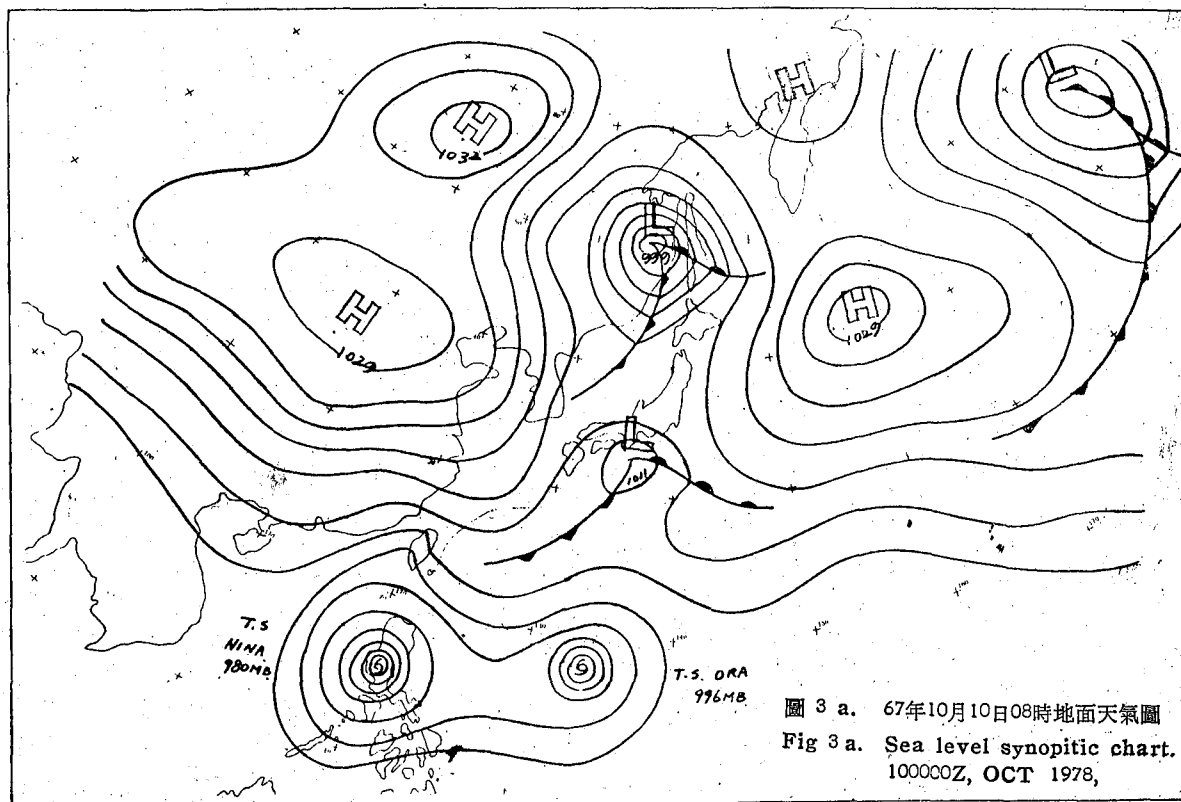 H
1032
H
L
L
999
H
1029
H
1029
L
1011
T.S
NINA
980MB
T.S. ORA
996MB
圖 3 a. 67年10月10日08時地面天氣圖
Fig 3 a. Sea level synopitic chart.
100000Z, OCT 1978,